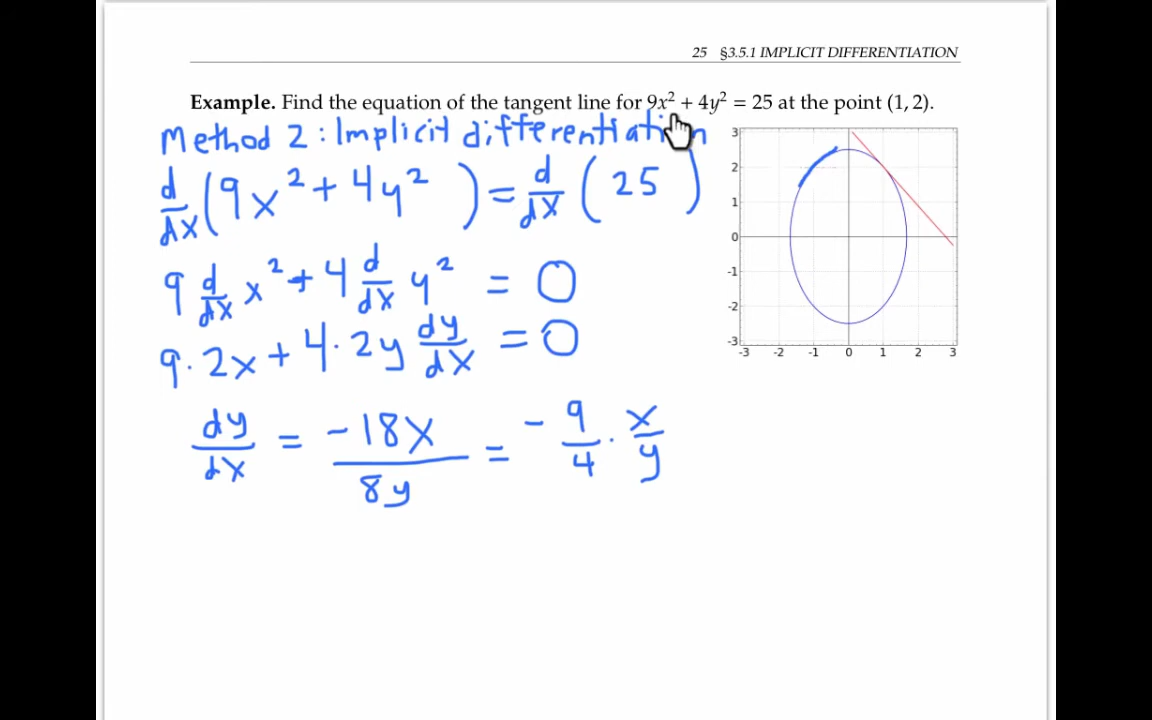 25 §3.5.1 IMPLICIT DIFFERENTIATION
Example. Find the equation of the tangent line for 9x² + 4y² = 25 at the point (1, 2).
Method 2: Implicit differentiation
d/dx (9x² + 4y²) = d/dx (25)
9 d/dx x² + 4 d/dx y² = 0
9 · 2x + 4 · 2y dy/dx = 0
dy/dx = -18x/8y = - 9/4 · x/y
3
2
1
0
-1
-2
-3
-3 -2 -1 0 1 2 3